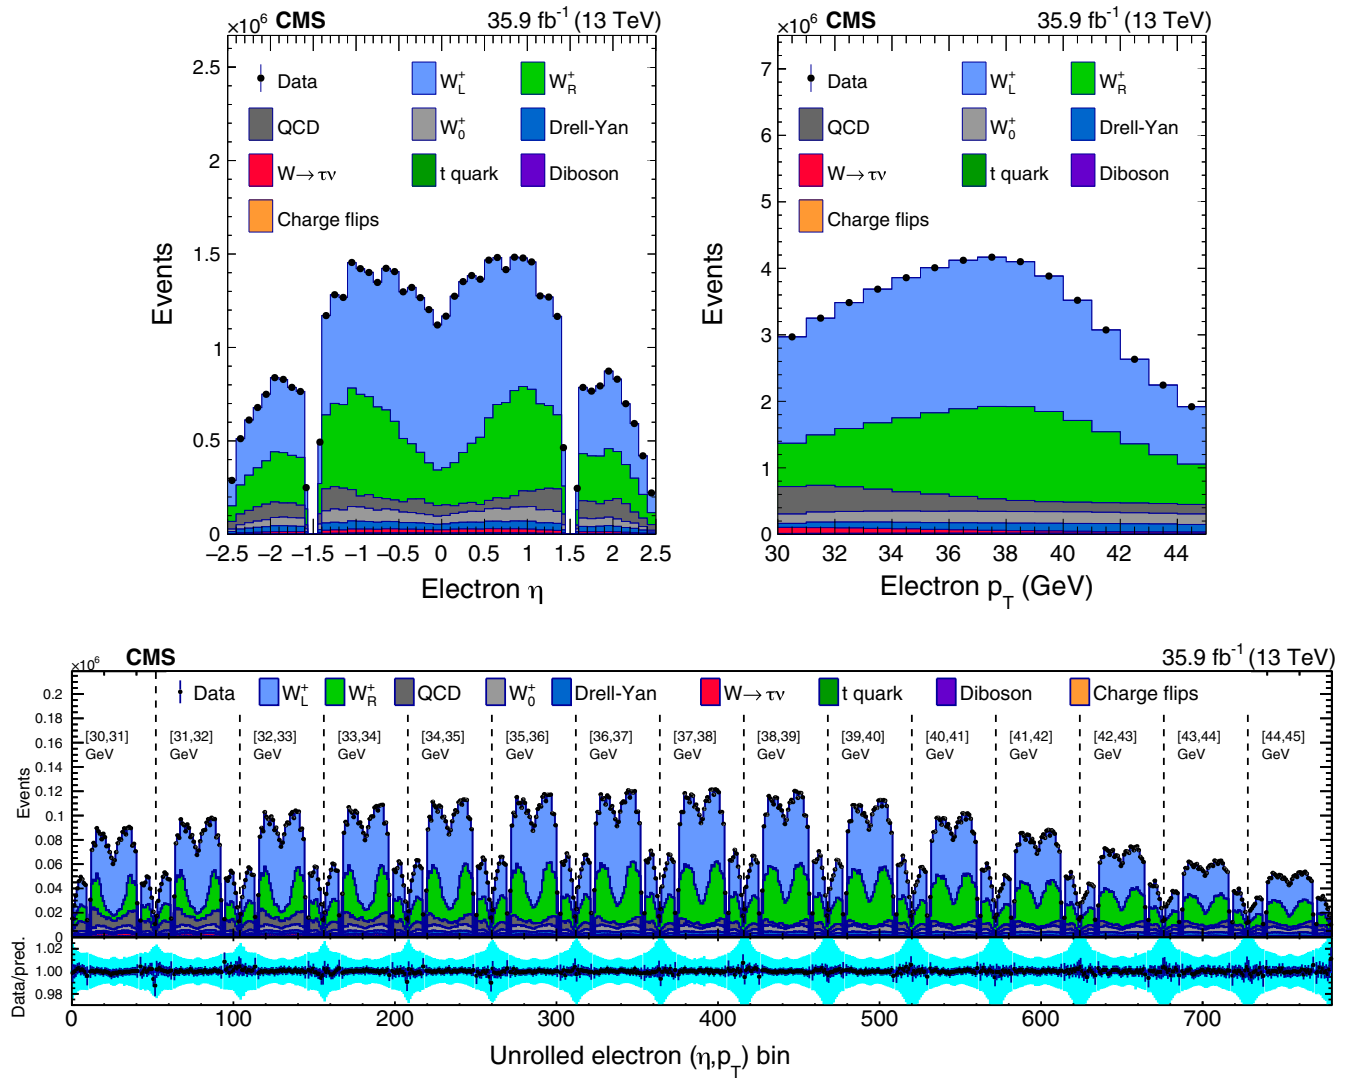 ×10⁶ CMS 35.9 fb⁻¹ (13 TeV)
2.5
2
1.5
1
0.5
0
Events
Data W⁺L W⁺R
QCD W⁺0 Drell-Yan
W→τν t quark Diboson
Charge flips
−2.5 −2 −1.5 −1 −0.5 0 0.5 1 1.5 2 2.5
Electron η
×10⁶ CMS 35.9 fb⁻¹ (13 TeV)
7
6
5
4
3
2
1
0
Events
Data W⁺L W⁺R
QCD W⁺0 Drell-Yan
W→τν t quark Diboson
Charge flips
30 32 34 36 38 40 42 44
Electron pT (GeV)
×10⁶ CMS 35.9 fb⁻¹ (13 TeV)
Data W⁺L W⁺R QCD W⁺0 Drell-Yan W→τν t quark Diboson Charge flips
[30,31] [31,32] [32,33] [33,34] [34,35] [35,36] [36,37] [37,38] [38,39] [39,40] [40,41] [41,42] [42,43] [43,44] [44,45]
GeV GeV GeV GeV GeV GeV GeV GeV GeV GeV GeV GeV GeV GeV GeV
0.2
0.18
0.16
0.14
0.12
0.1
0.08
0.06
0.04
0.02
0
Events
1.02
1.00
0.98
Data/pred.
0 100 200 300 400 500 600 700
Unrolled electron (η,pT) bin